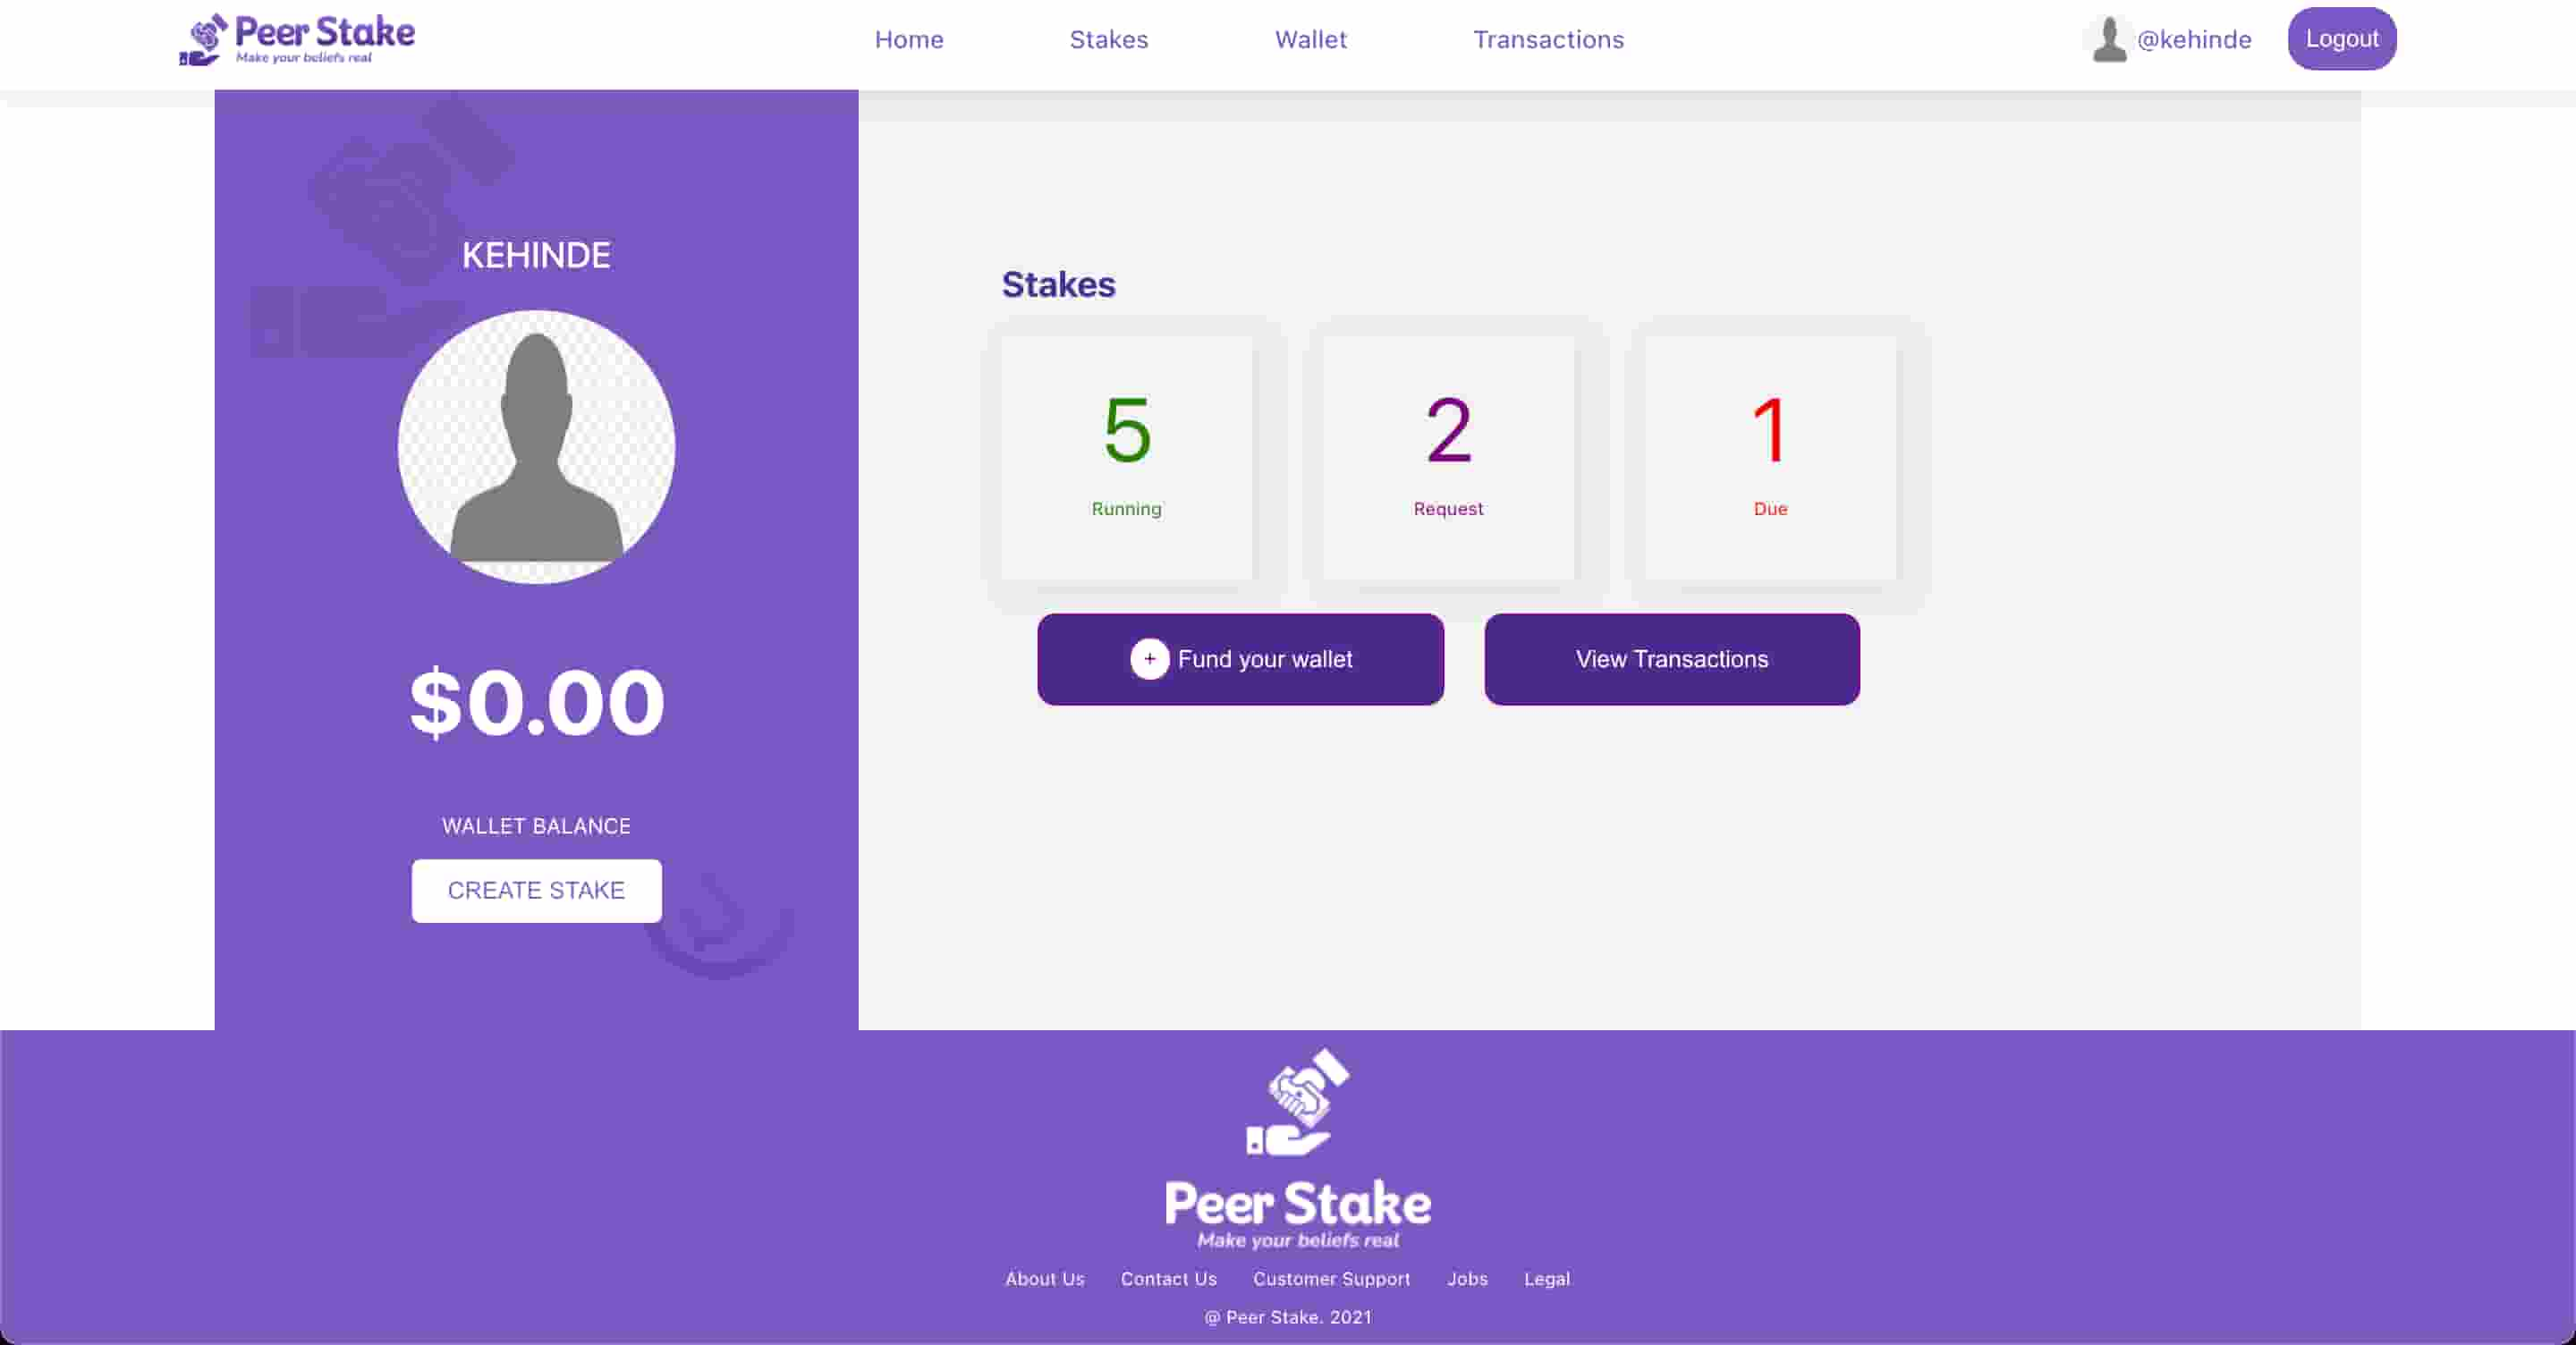 Peer Stake
Make your beliefs real
Home Stakes Wallet Transactions
@kehinde Logout
KEHINDE
$0.00
WALLET BALANCE
CREATE STAKE
Stakes
5 2 1
Running Request Due
+ Fund your wallet View Transactions
Peer Stake
Make your beliefs real
About Us Contact Us Customer Support Jobs Legal
@ Peer Stake. 2021